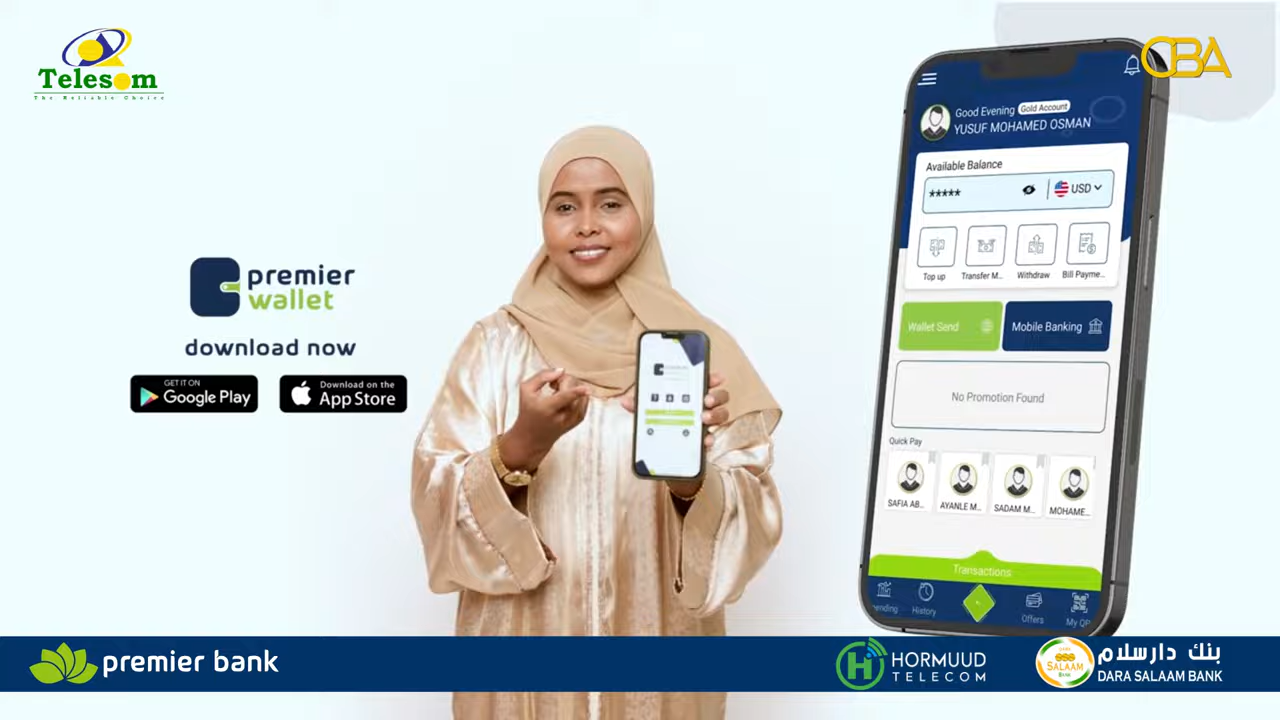 Telesom
The Reliable Choice
CBA
premier
wallet
download now
GET IT ON
Google Play
Download on the
App Store
Good Evening Gold Account
YUSUF MOHAMED OSMAN
Available Balance
*****
USD
Top up
Transfer M...
Withdraw
Bill Payme...
Wallet Send
Mobile Banking
No Promotion Found
Quick Pay
SAFIA AB...
AYANLE M...
SADAM M...
MOHAME...
Transactions
History
Offers
My QR
premier bank
HORMUUD
TELECOM
SALAAM
BANK
بنك دارسلام
DARA SALAAM BANK